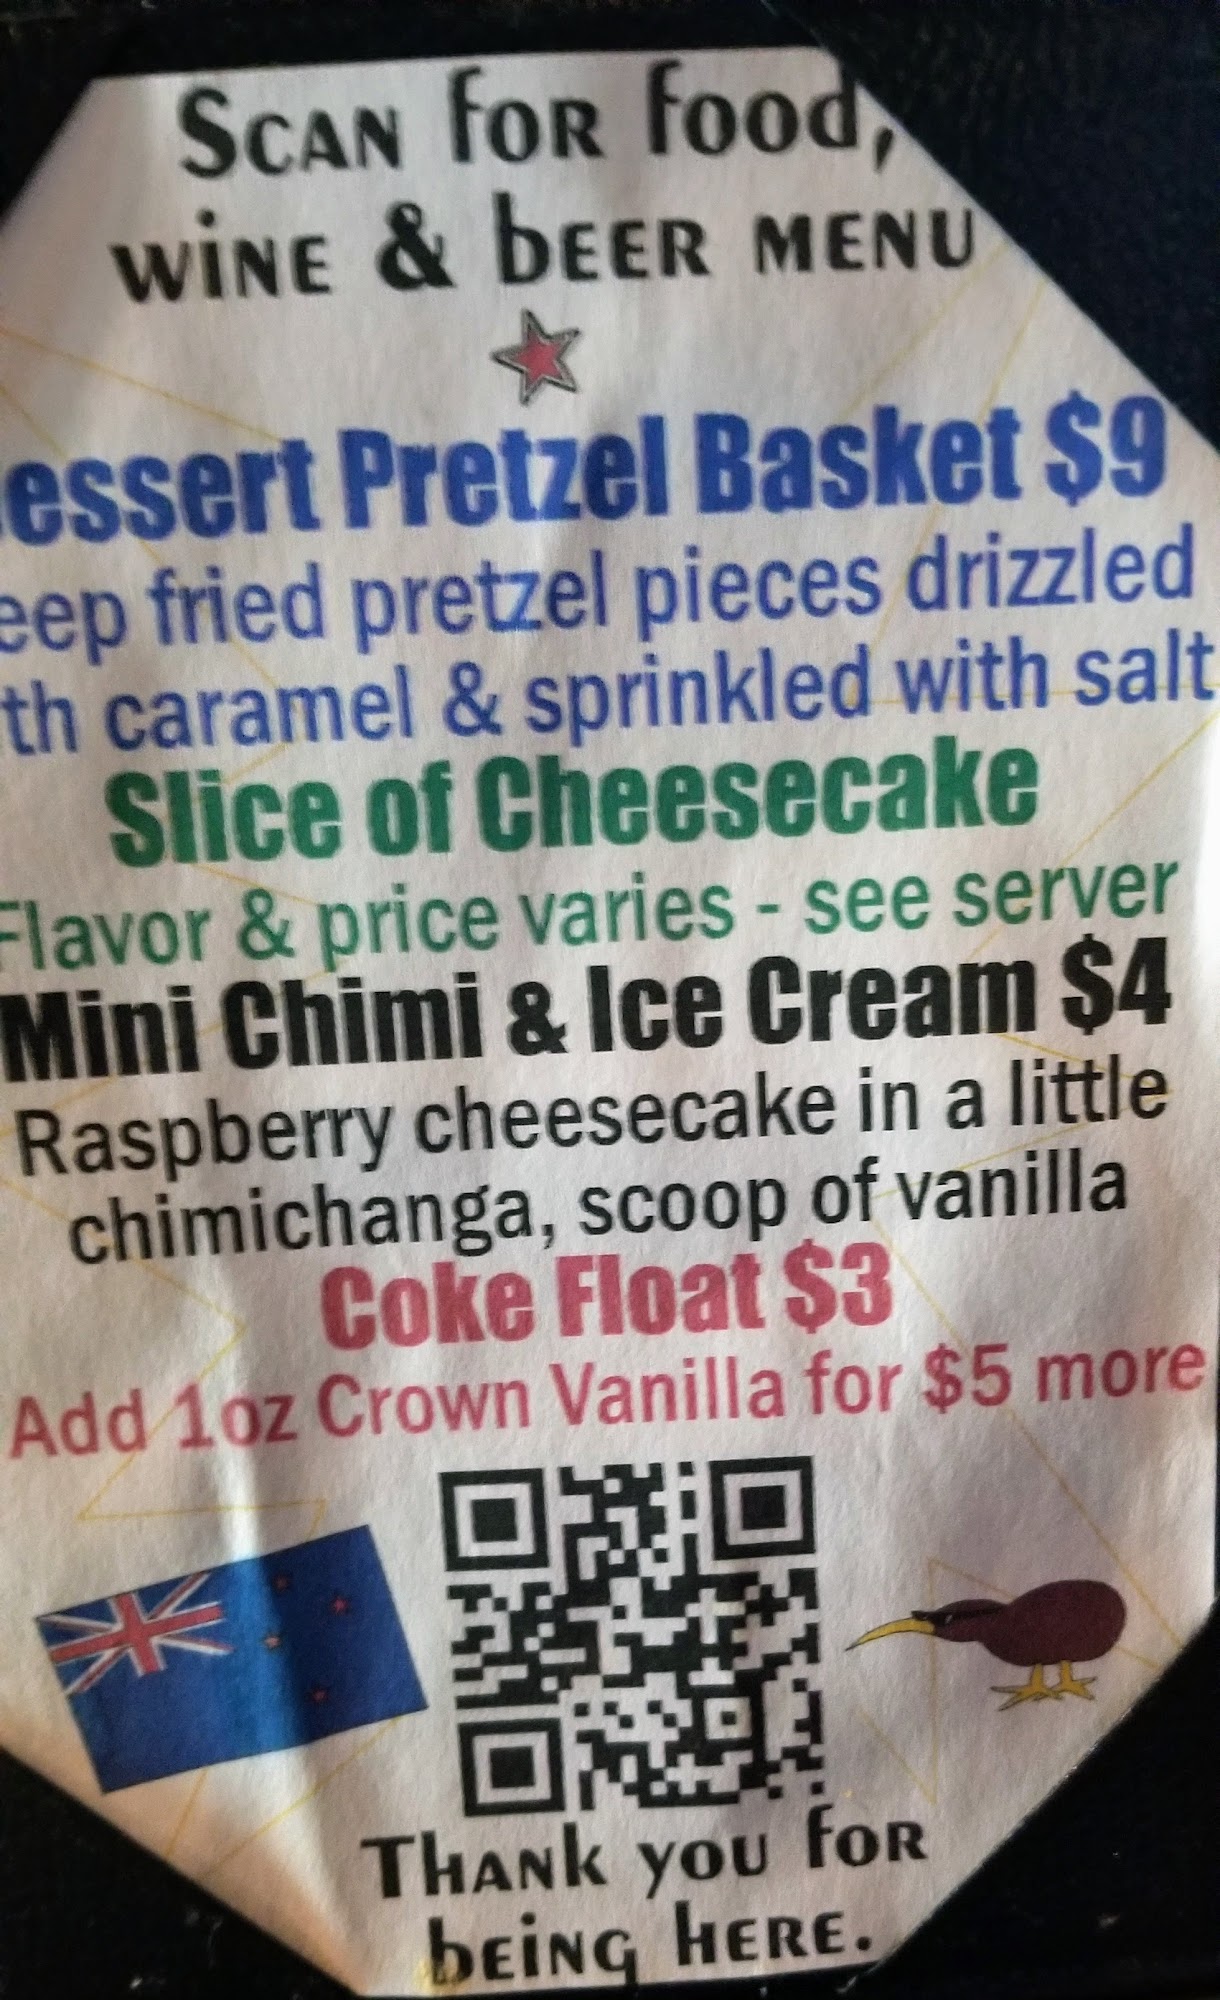 Scan for food,
wine & beer menu
essert Pretzel Basket $9
eep fried pretzel pieces drizzled
th caramel & sprinkled with salt
Slice of Cheesecake
Flavor & price varies - see server
Mini Chimi & Ice Cream $4
Raspberry cheesecake in a little
chimichanga, scoop of vanilla
Coke Float $3
Add 1oz Crown Vanilla for $5 more
Thank you for
being here.